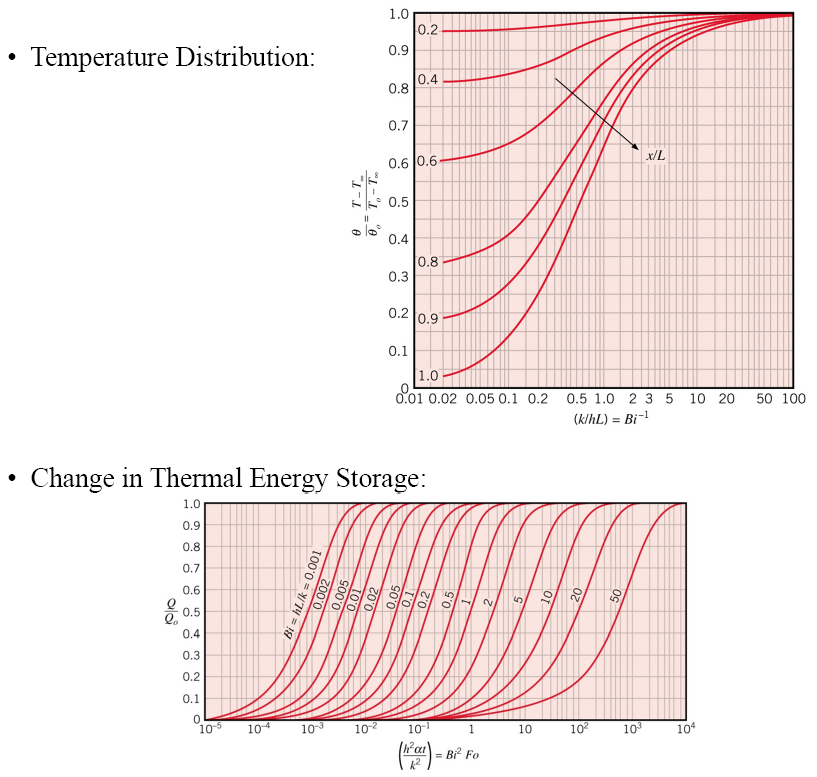 • Temperature Distribution:
1.0
0.9
0.8
0.7
0.6
0.5
0.4
0.3
0.2
0.1
0
0.2
0.4
0.6
0.8
0.9
1.0
x/L
θ/θo = T – T∞/To – T∞
0.01 0.02 0.05 0.1 0.2 0.5 1.0 2 3 5 10 20 50 100
(k/hL) = Bi⁻¹
• Change in Thermal Energy Storage:
1.0
0.9
0.8
0.7
0.6
0.5
0.4
0.3
0.2
0.1
0
Q/Qo
Bi = hL/k = 0.001 0.002 0.005 0.01 0.02 0.05 0.1 0.2 0.5 1 2 5 10 20 50
10⁻⁵ 10⁻⁴ 10⁻³ 10⁻² 10⁻¹ 1 10 10² 10³ 10⁴
(h²αt/k²) = Bi² Fo